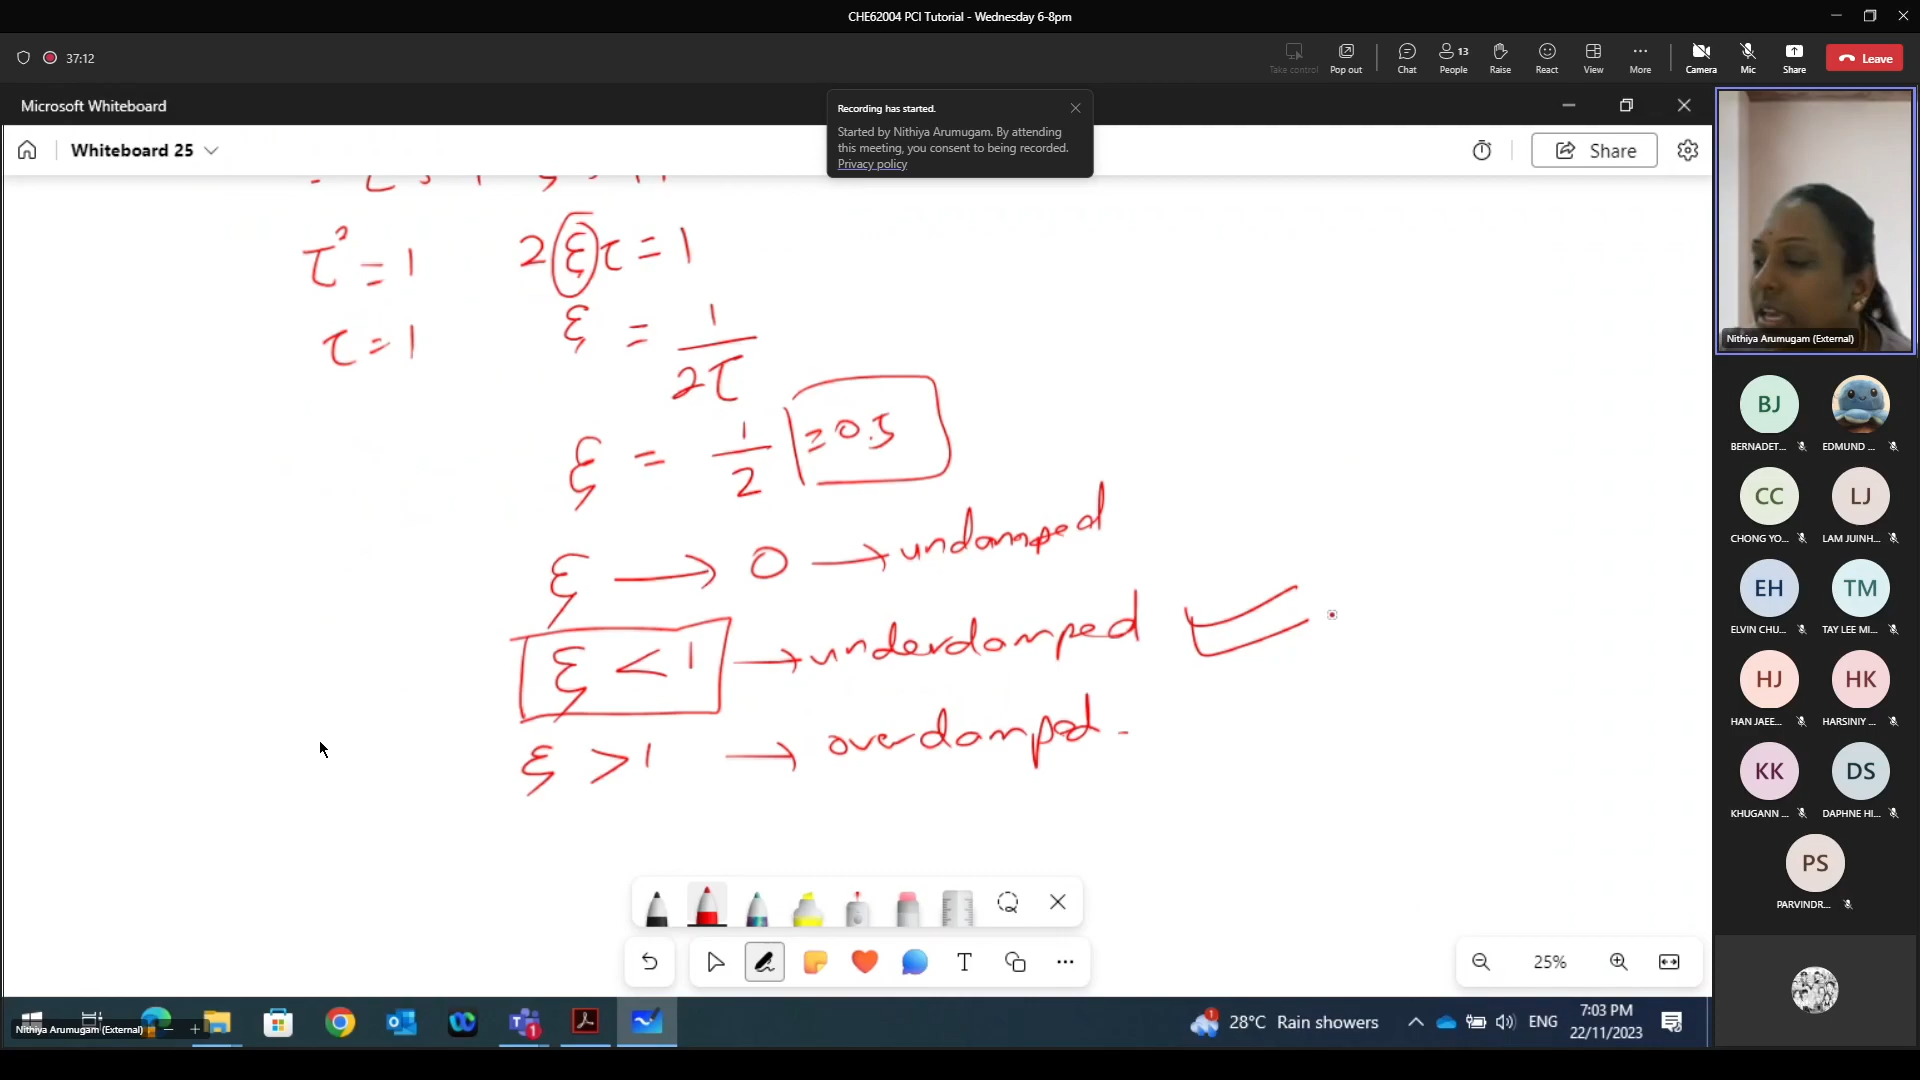 CHE62004 PCI Tutorial - Wednesday 6-8pm
37:12
Take control
Pop out
Chat
13
People
Raise
React
View
More
Camera
Mic
Share
Leave
Microsoft Whiteboard
Recording has started.
Started by Nithiya Arumugam. By attending
this meeting, you consent to being recorded.
Privacy policy
Whiteboard 25
Share
τ² = 1
2ξτ = 1
τ = 1
ξ = 1/2τ
ξ = 1/2 = 0.5
ξ → 0 → undamped
ξ < 1 → underdamped
ξ > 1 → overdamped.
Nithiya Arumugam (External)
BJ
BERNADET...
EDMUND ...
CC
CHONG YO...
LJ
LAM JUINH...
EH
ELVIN CHU...
TM
TAY LEE MI...
HJ
HAN JAEE...
HK
HARSINIY ...
KK
KHUGANN ...
DS
DAPHNE HI...
PS
PARVINDR...
T
25%
Nithiya Arumugam (External)
1
1
28°C Rain showers
ENG
7:03 PM
22/11/2023